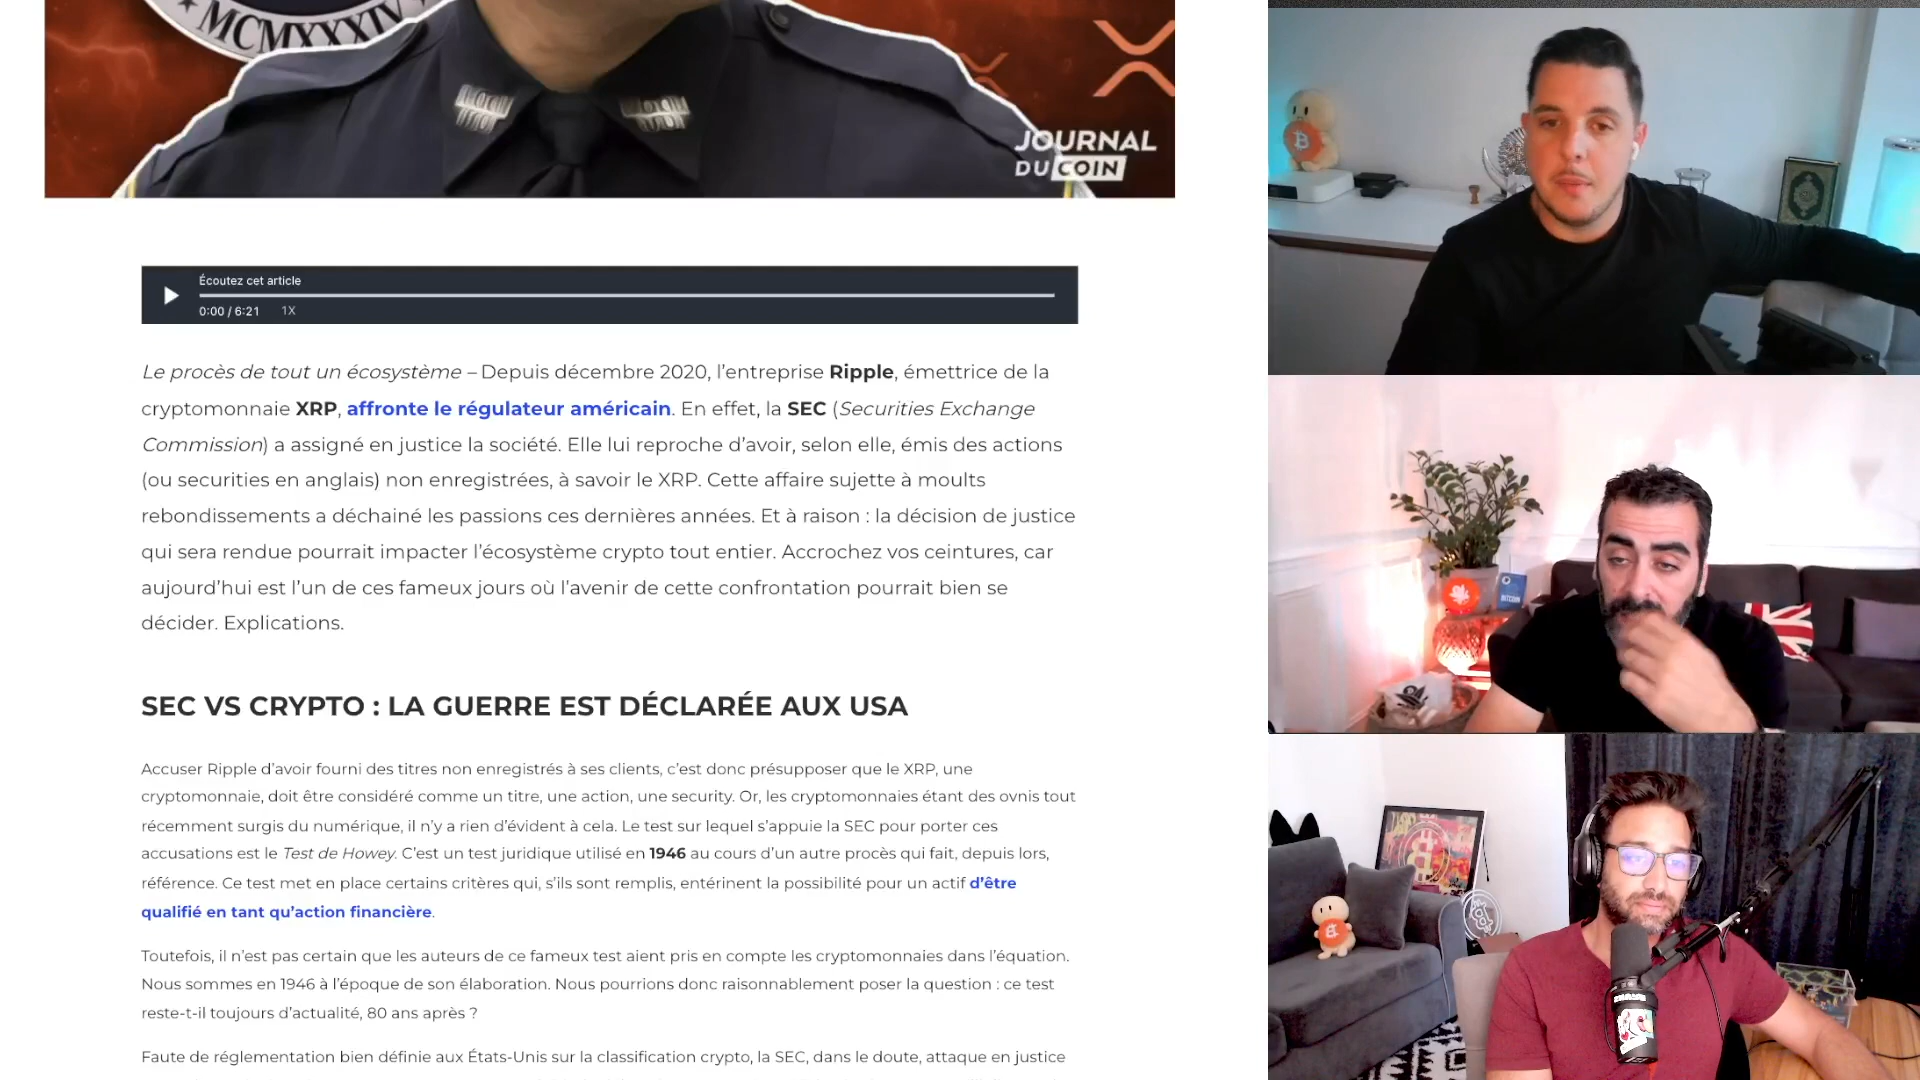 MCMXXXIV
JOURNAL
DU COIN
Écoutez cet article
0:00 / 6:21 1X
Le procès de tout un écosystème – Depuis décembre 2020, l’entreprise Ripple, émettrice de la
cryptomonnaie XRP, affronte le régulateur américain. En effet, la SEC (Securities Exchange
Commission) a assigné en justice la société. Elle lui reproche d’avoir, selon elle, émis des actions
(ou securities en anglais) non enregistrées, à savoir le XRP. Cette affaire sujette à moults
rebondissements a déchainé les passions ces dernières années. Et à raison : la décision de justice
qui sera rendue pourrait impacter l’écosystème crypto tout entier. Accrochez vos ceintures, car
aujourd’hui est l’un de ces fameux jours où l’avenir de cette confrontation pourrait bien se
décider. Explications.
SEC VS CRYPTO : LA GUERRE EST DÉCLARÉE AUX USA
Accuser Ripple d’avoir fourni des titres non enregistrés à ses clients, c’est donc présupposer que le XRP, une
cryptomonnaie, doit être considéré comme un titre, une action, une security. Or, les cryptomonnaies étant des ovnis tout
récemment surgis du numérique, il n’y a rien d’évident à cela. Le test sur lequel s’appuie la SEC pour porter ces
accusations est le Test de Howey. C’est un test juridique utilisé en 1946 au cours d’un autre procès qui fait, depuis lors,
référence. Ce test met en place certains critères qui, s’ils sont remplis, entérinent la possibilité pour un actif d’être
qualifié en tant qu’action financière.
Toutefois, il n’est pas certain que les auteurs de ce fameux test aient pris en compte les cryptomonnaies dans l’équation.
Nous sommes en 1946 à l’époque de son élaboration. Nous pourrions donc raisonnablement poser la question : ce test
reste-t-il toujours d’actualité, 80 ans après ?
Faute de réglementation bien définie aux États-Unis sur la classification crypto, la SEC, dans le doute, attaque en justice
BITCOIN